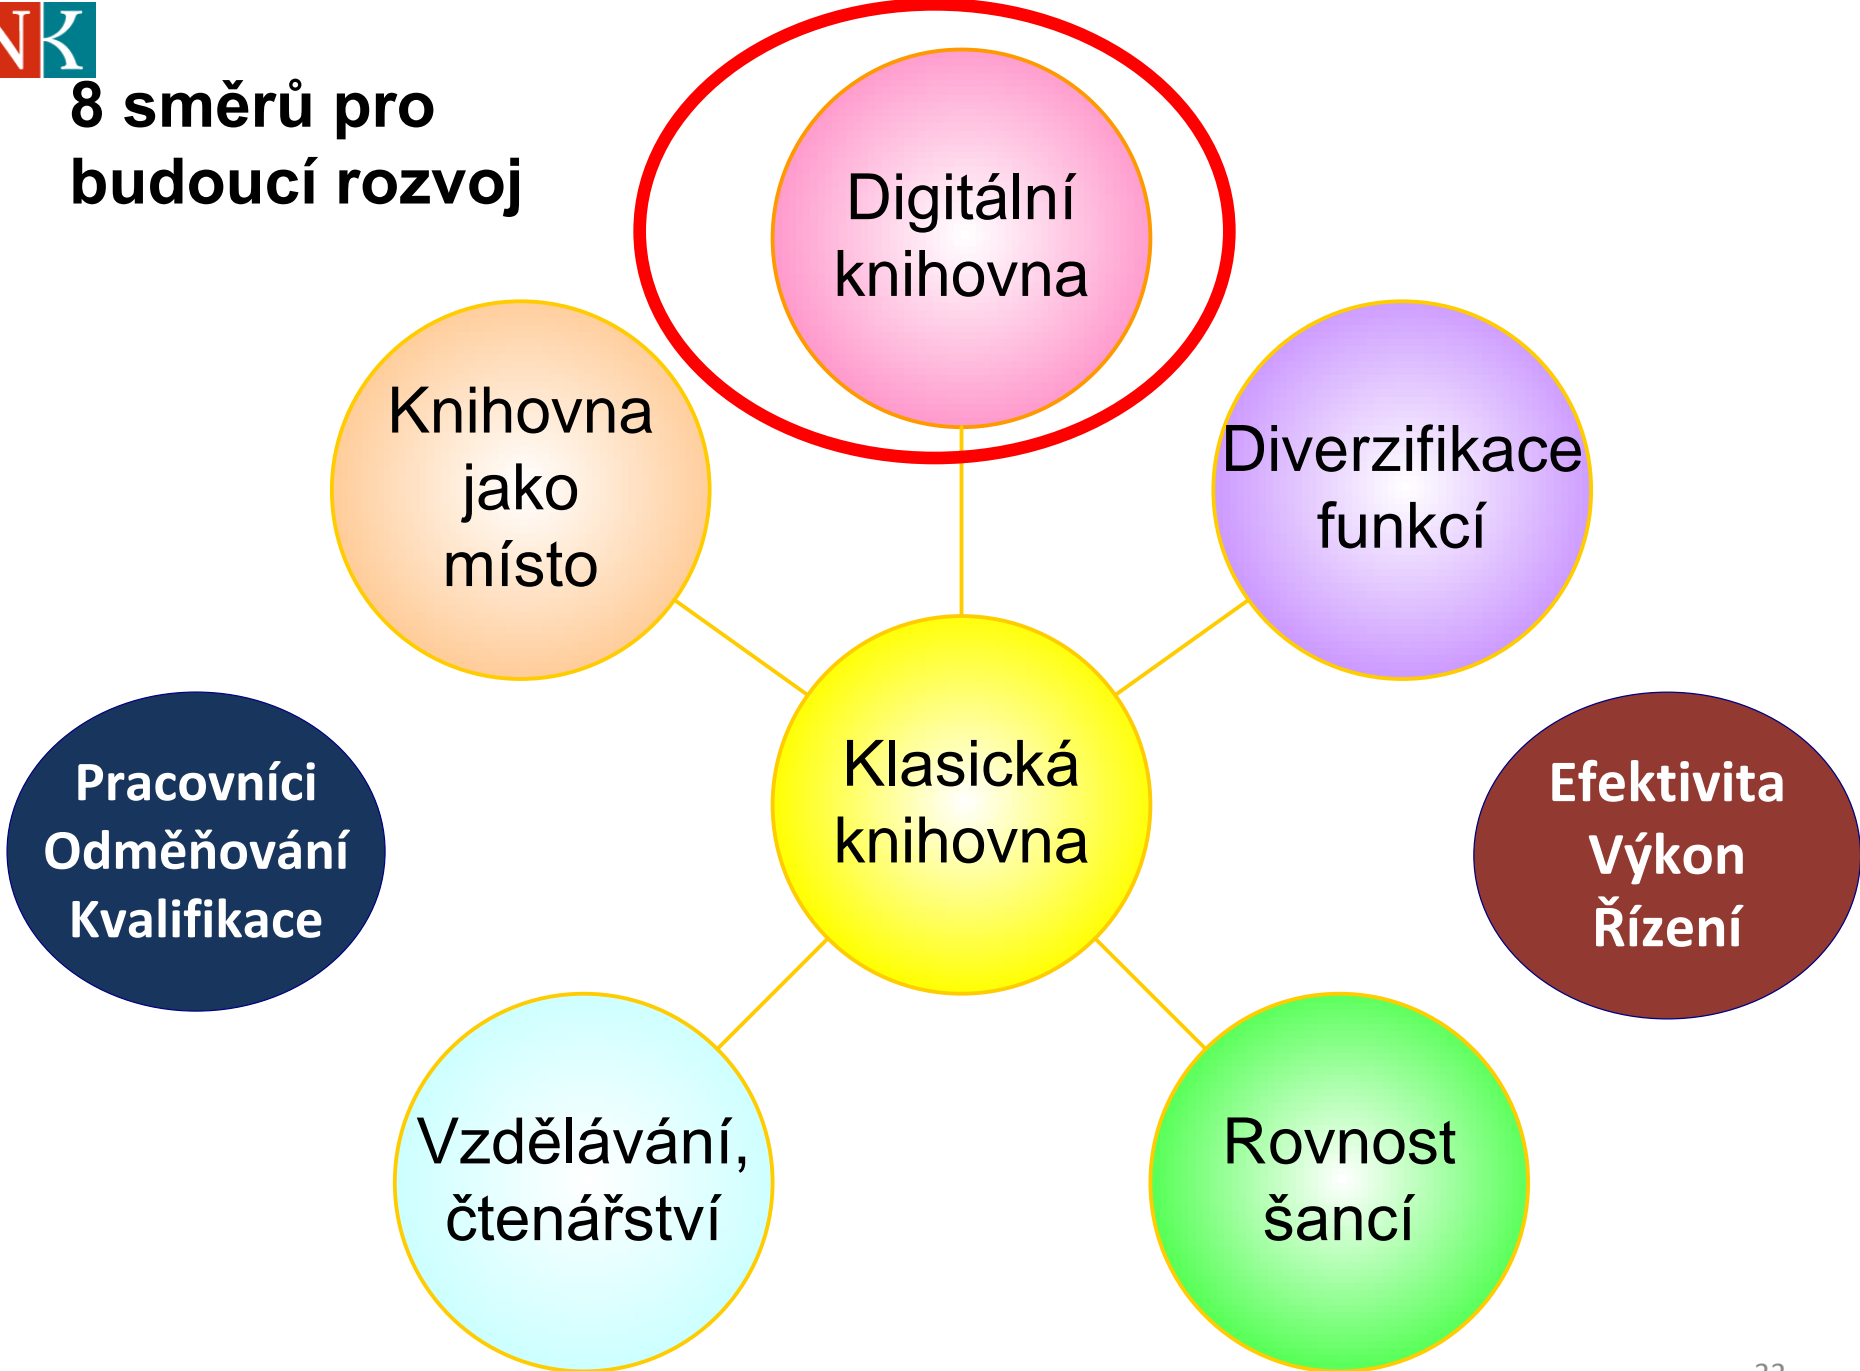 NK
8 směrů pro
budoucí rozvoj
Digitální
knihovna
Knihovna
jako
místo
Diverzifikace
funkcí
Klasická
knihovna
Pracovníci
Odměňování
Kvalifikace
Efektivita
Výkon
Řízení
Vzdělávání,
čtenářství
Rovnost
šancí